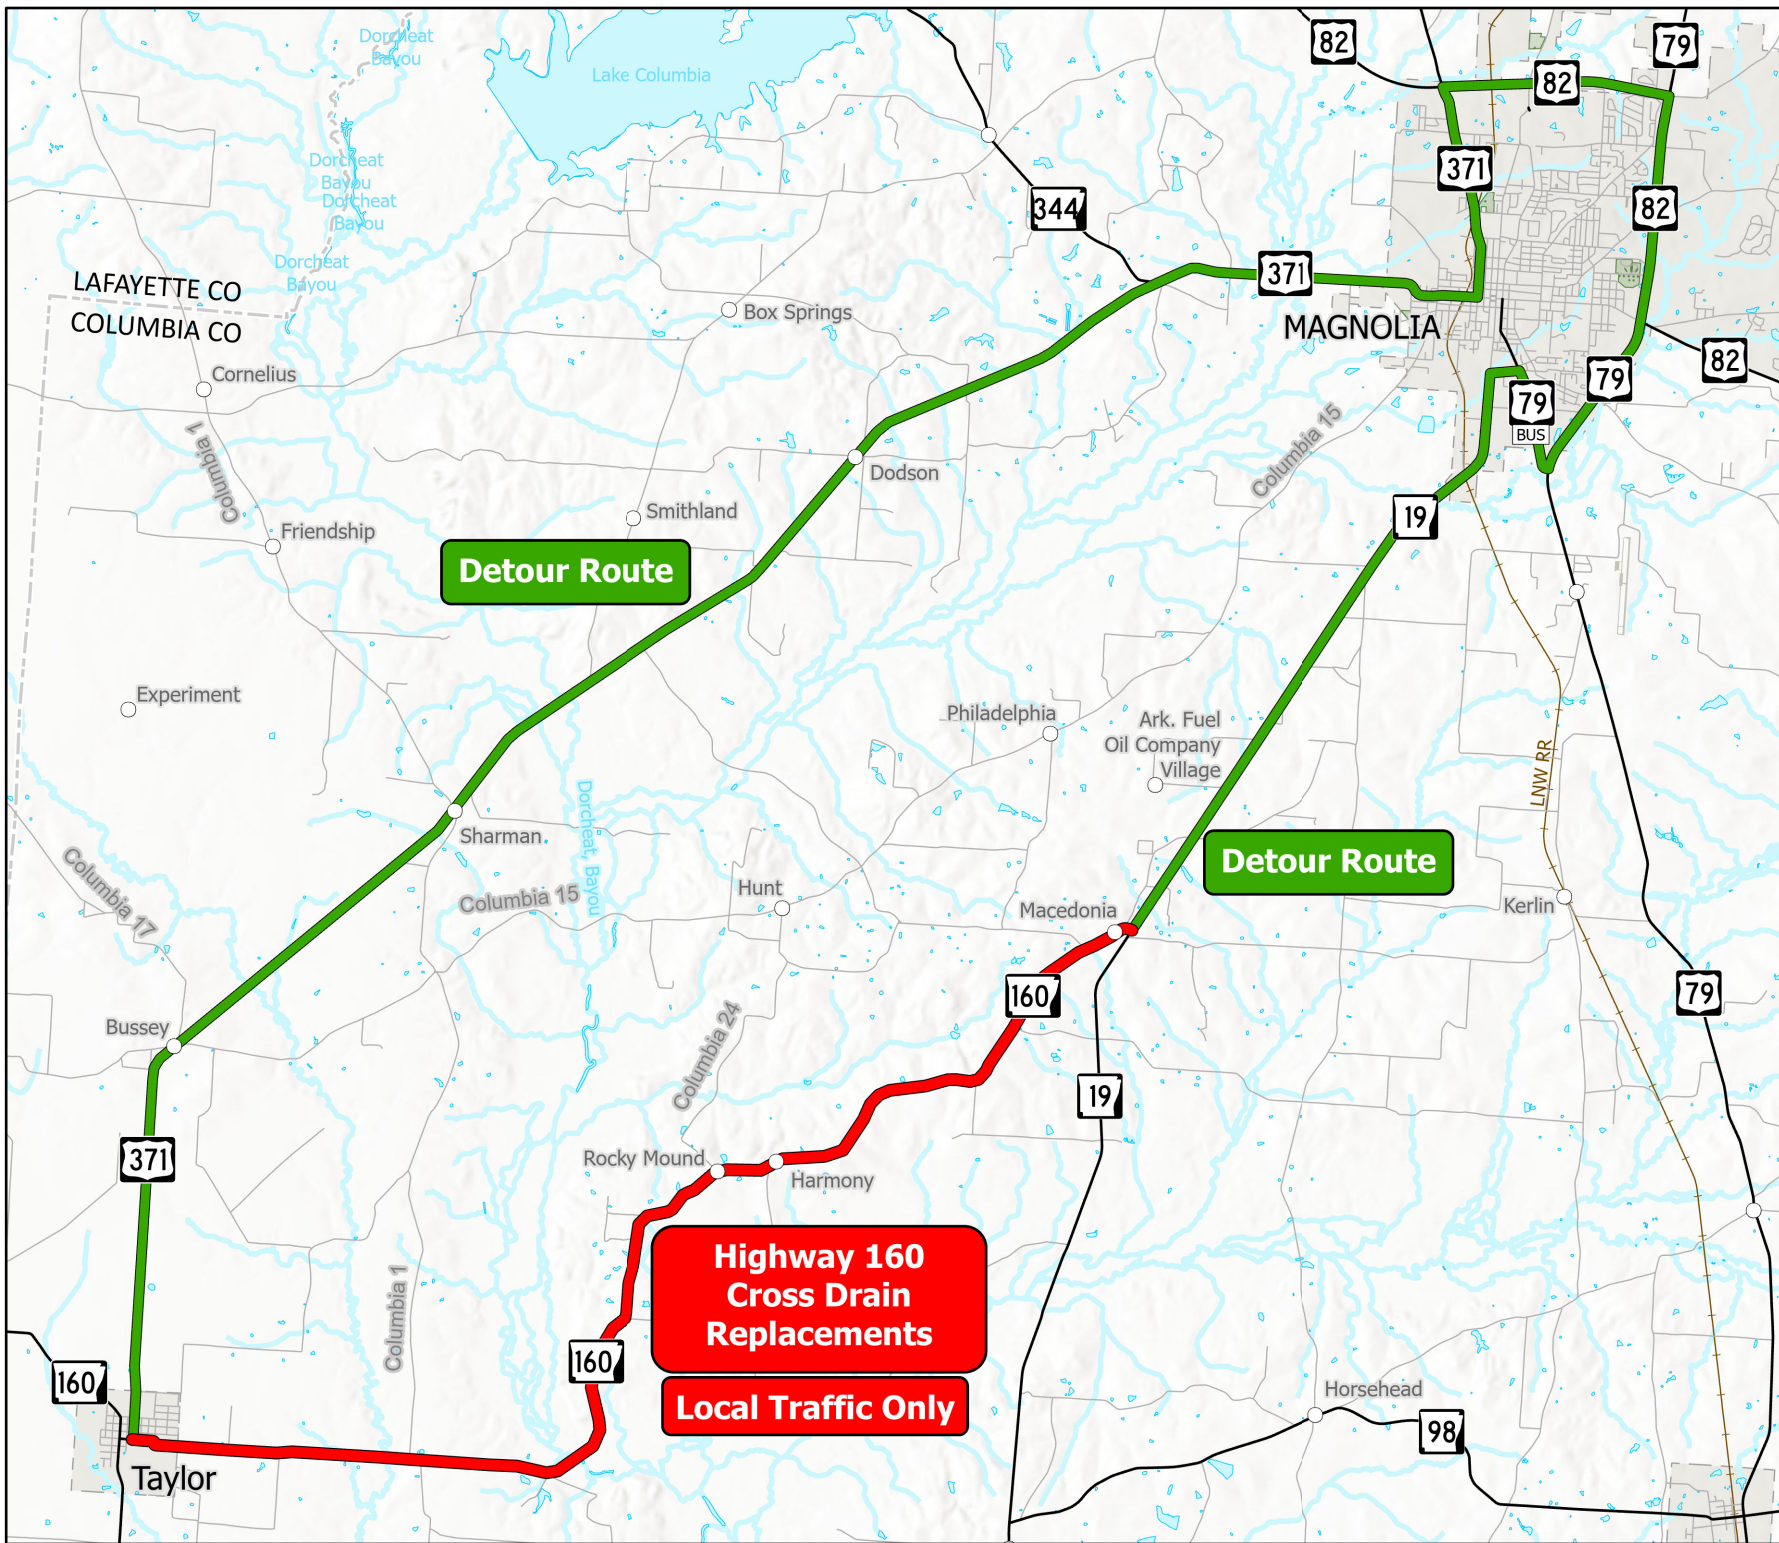 Dorcheat
Bayou
Lake Columbia
82
79
82
Dorcheat
Bayou
Dorcheat
Bayou
371
344
82
Dorcheat
Bayou
371
LAFAYETTE CO
COLUMBIA CO
Box Springs
MAGNOLIA
82
Cornelius
79
79
BUS
Columbia 1
Columbia 15
Dodson
Smithland
19
Friendship
Detour Route
Experiment
Philadelphia
Ark. Fuel
Oil Company
Village
LNW RR
Dorcheat, Bayou
Sharman
Detour Route
Columbia 17
Columbia 15
Hunt
Macedonia
Kerlin
160
79
Bussey
Columbia 24
19
371
Rocky Mound
Harmony
Highway 160
Cross Drain
Replacements
Columbia 1
160
160
Local Traffic Only
Horsehead
98
Taylor